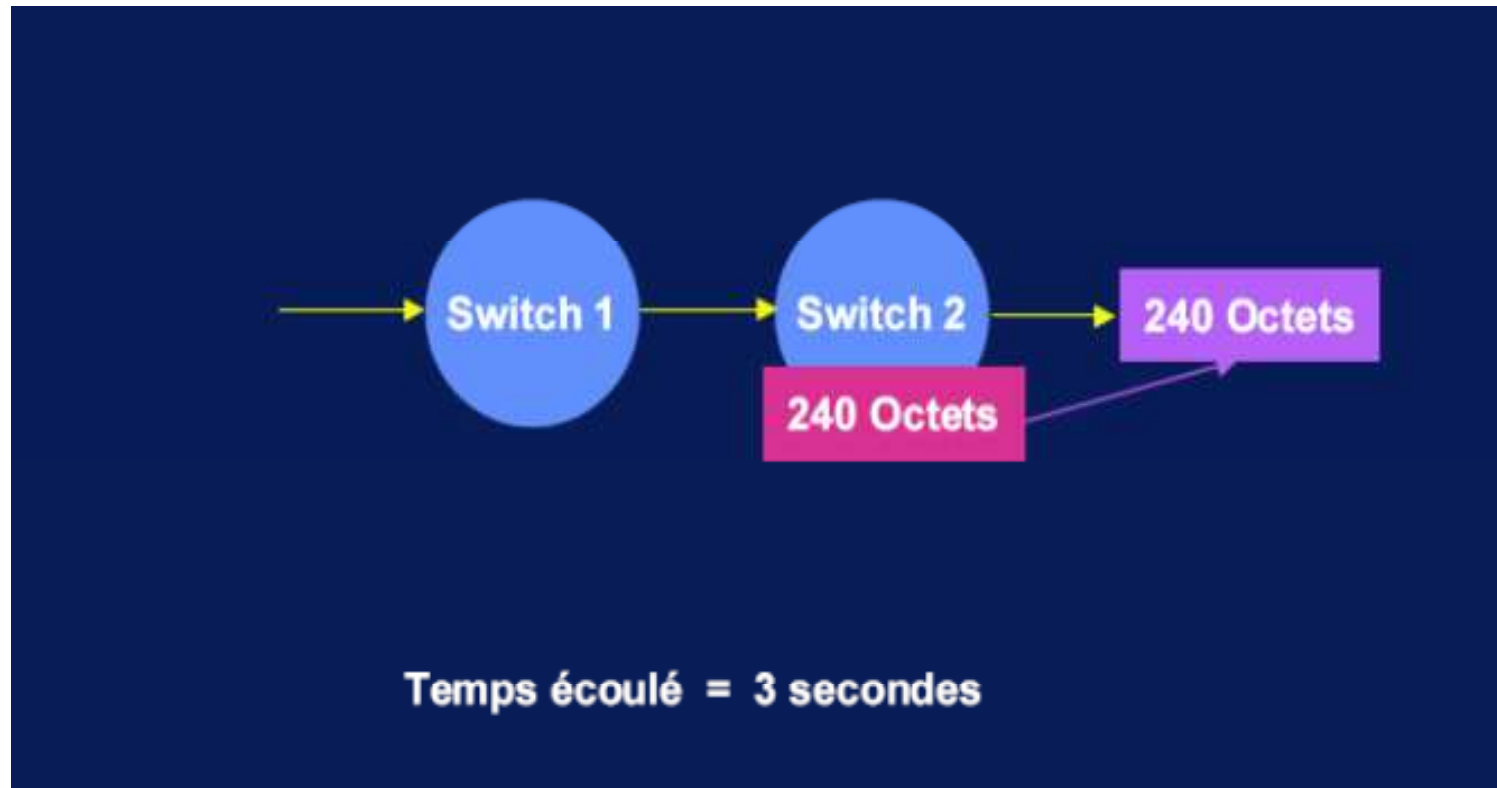 Switch 1
Switch 2
240 Octets
240 Octets
Temps écoulé = 3 secondes